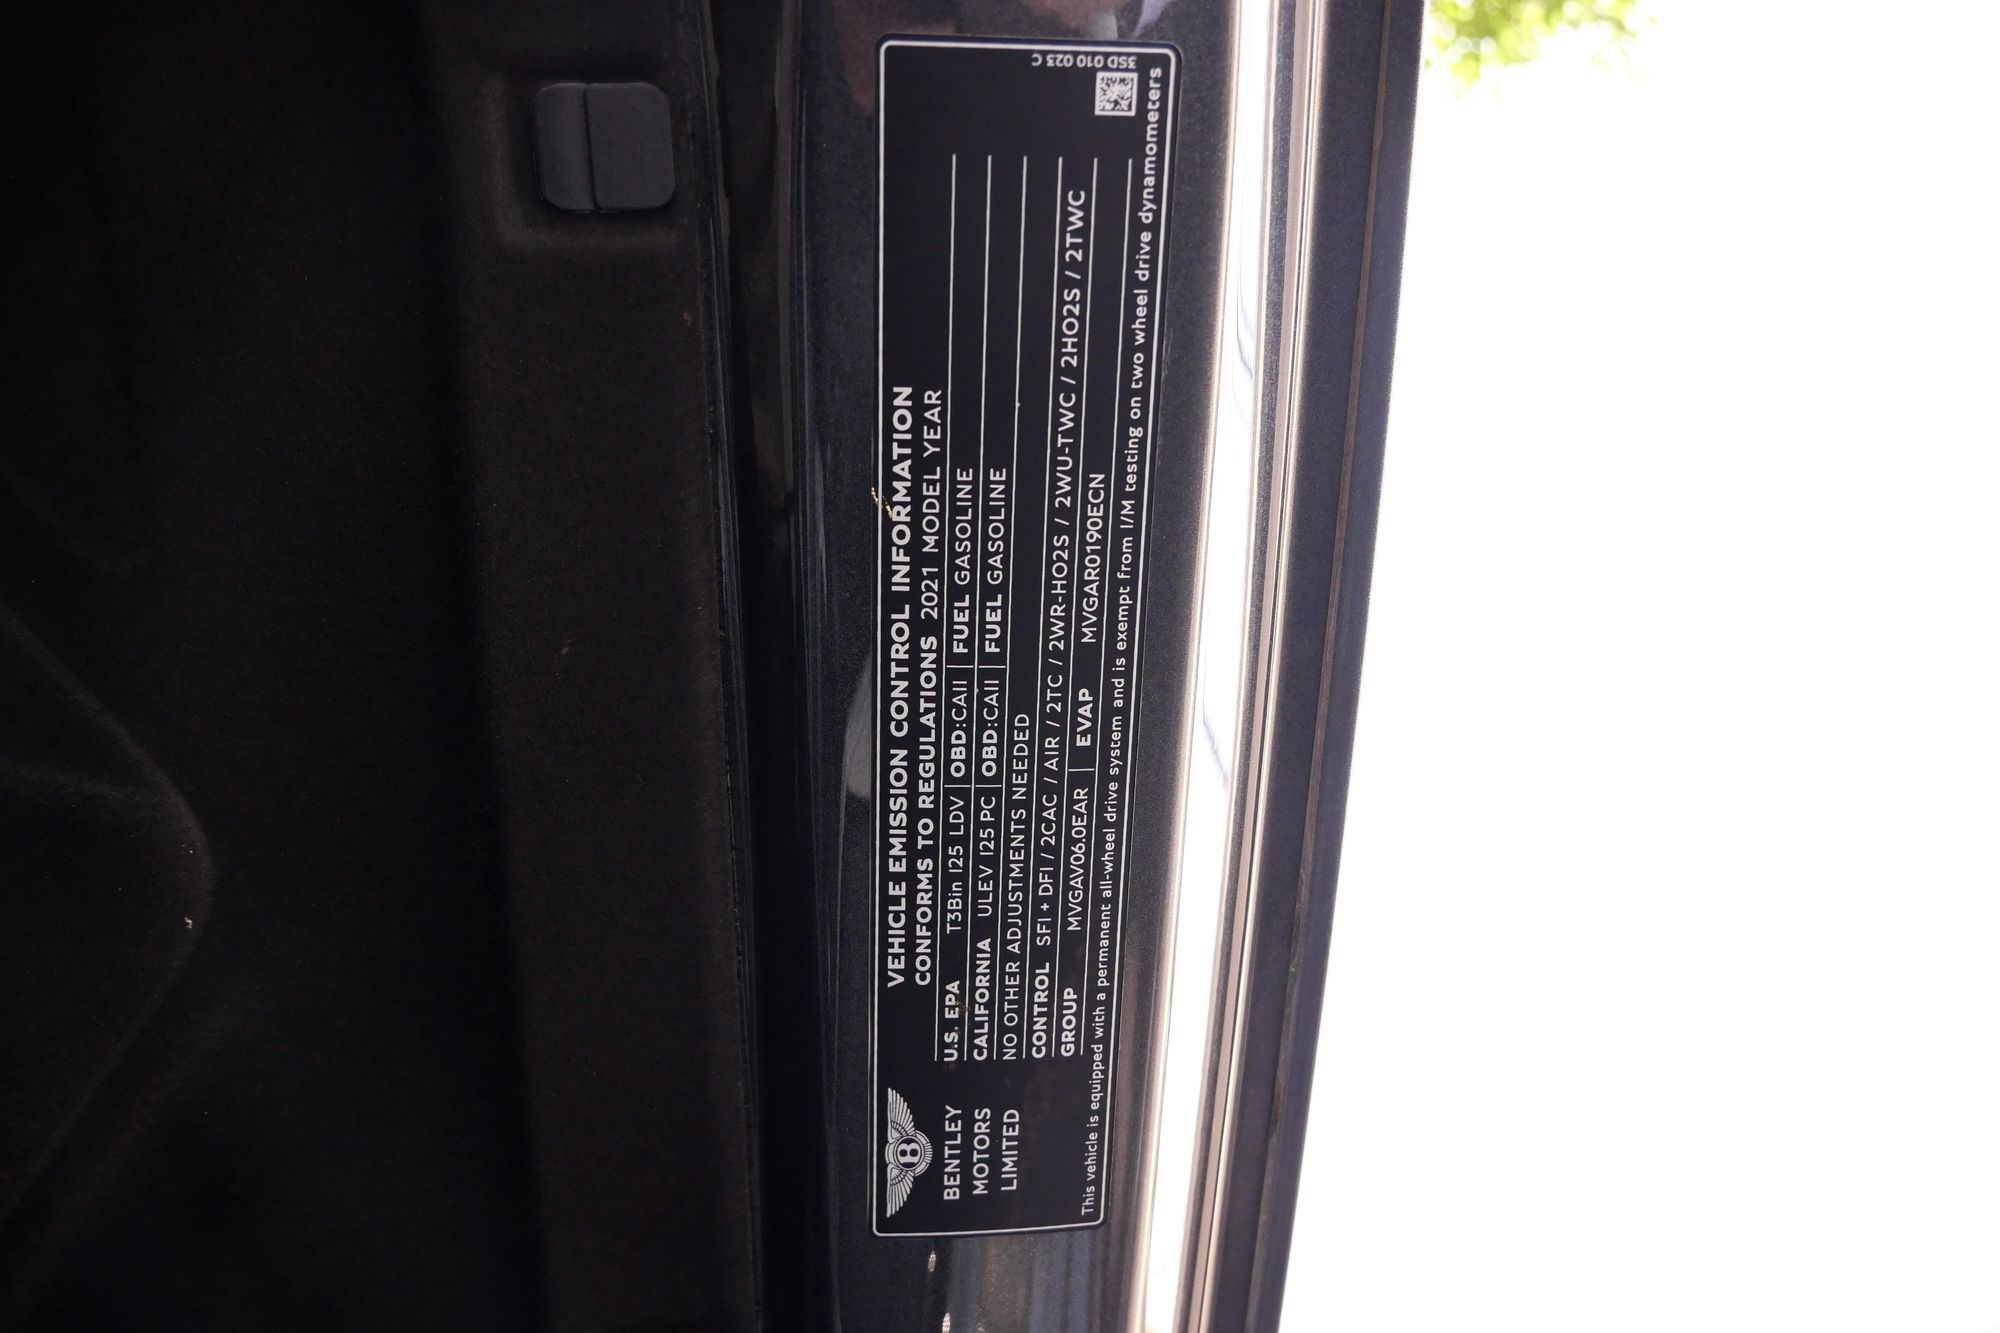 3SD 010 023 C
VEHICLE EMISSION CONTROL INFORMATION
CONFORMS TO REGULATIONS 2021 MODEL YEAR
B
BENTLEY
MOTORS
LIMITED
U.S. EPA T3Bin 125 LDV | OBD:CAII | FUEL GASOLINE
CALIFORNIA ULEV 125 PC | OBD:CAII | FUEL GASOLINE
NO OTHER ADJUSTMENTS NEEDED
CONTROL SFI + DFI / 2CAC / AIR / 2TC / 2WR-HO2S / 2WU-TWC / 2HO2S / 2TWC
GROUP MVGAV06.0EAR | EVAP MVGAR0190ECN
This vehicle is equipped with a permanent all-wheel drive system and is exempt from I/M testing on two wheel drive dynamometers